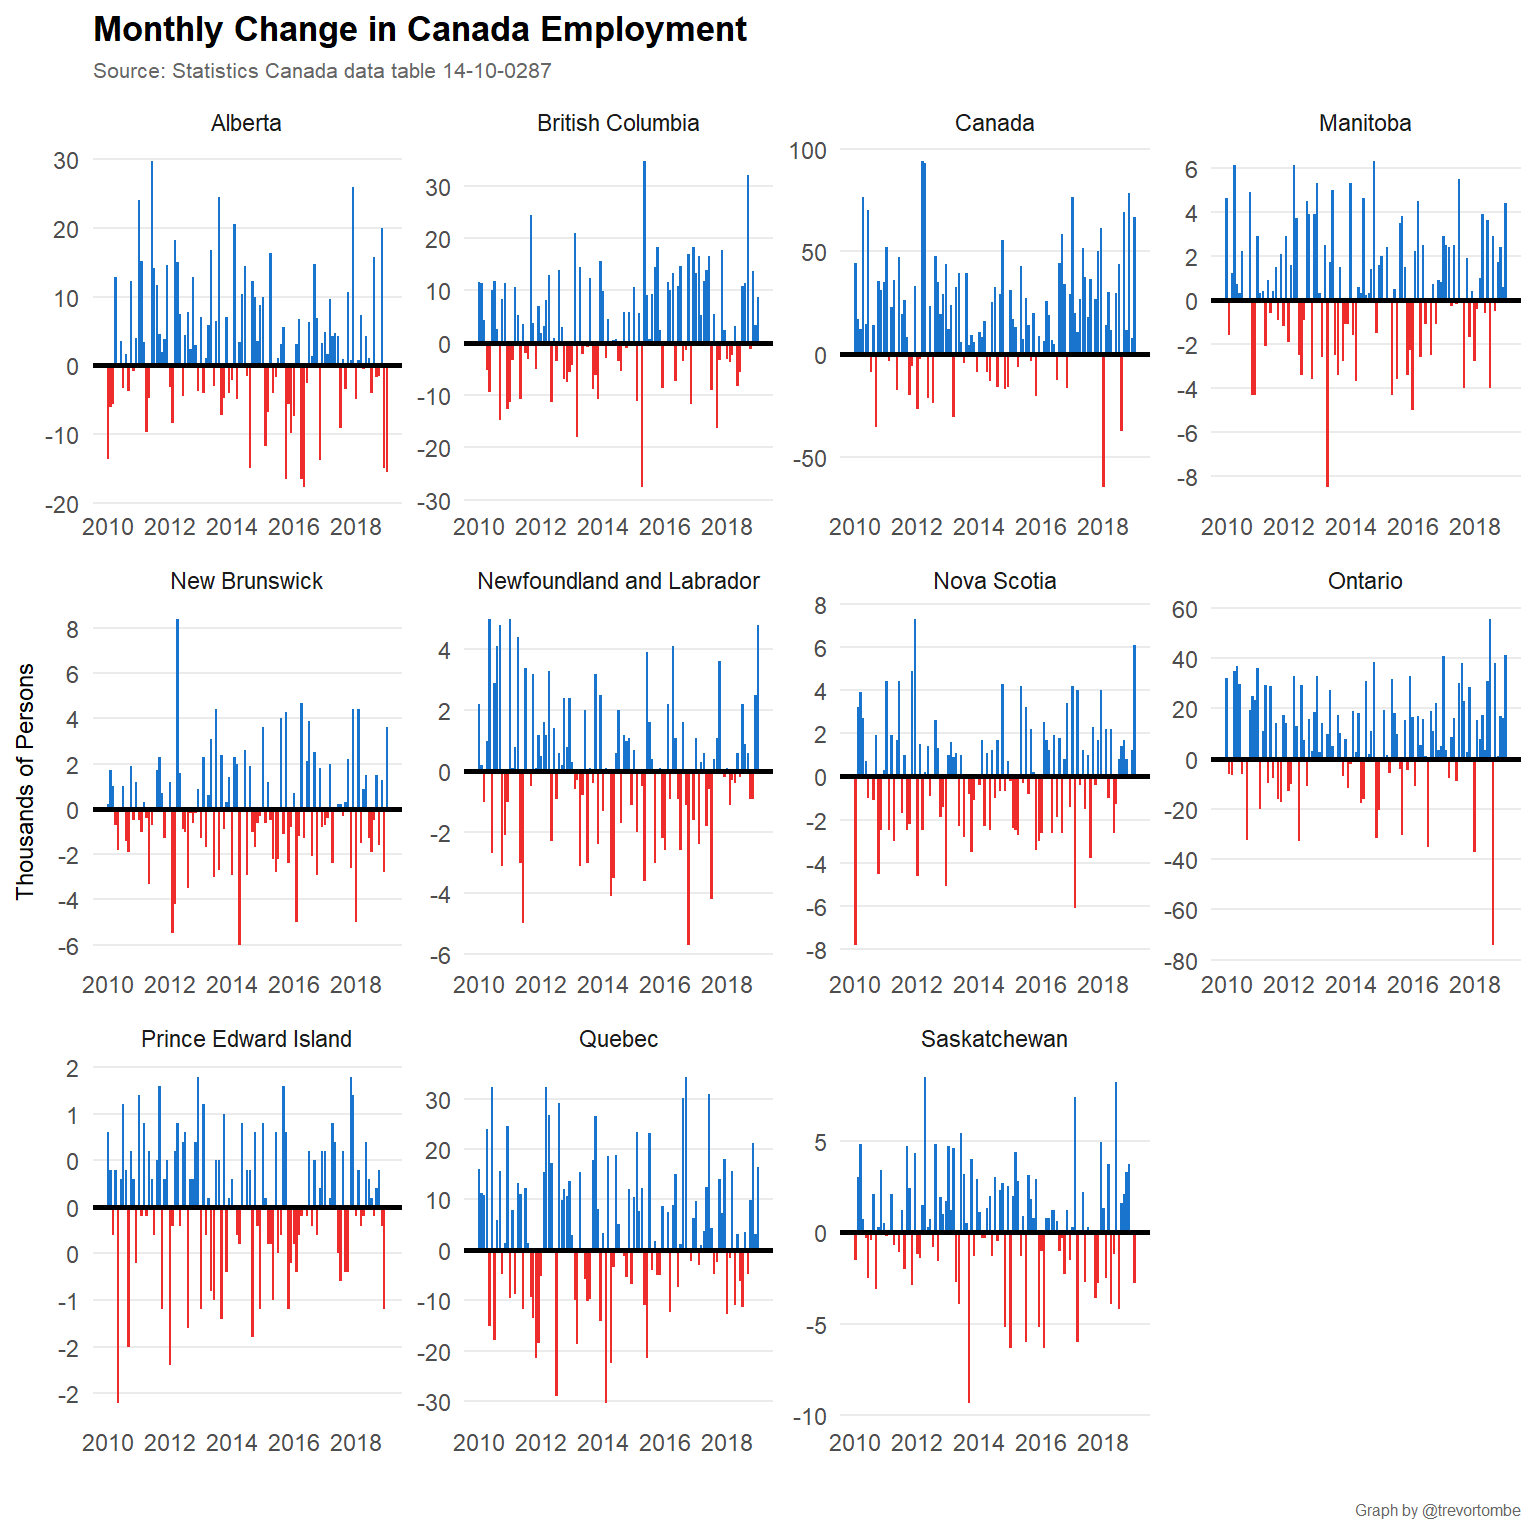 Monthly Change in Canada Employment
Source: Statistics Canada data table 14-10-0287
Alberta
British Columbia
Canada
Manitoba
30
20
10
0
-10
-20
30
20
10
0
-10
-20
-30
100
50
0
-50
6
4
2
0
-2
-4
-6
-8
2010 2012 2014 2016 2018
2010 2012 2014 2016 2018
2010 2012 2014 2016 2018
2010 2012 2014 2016 2018
Thousands of Persons
New Brunswick
Newfoundland and Labrador
Nova Scotia
Ontario
8
6
4
2
0
-2
-4
-6
4
2
0
-2
-4
-6
8
6
4
2
0
-2
-4
-6
-8
60
40
20
0
-20
-40
-60
-80
2010 2012 2014 2016 2018
2010 2012 2014 2016 2018
2010 2012 2014 2016 2018
2010 2012 2014 2016 2018
Prince Edward Island
Quebec
Saskatchewan
2
1
0
0
0
-1
-2
-2
30
20
10
0
-10
-20
-30
5
0
-5
-10
2010 2012 2014 2016 2018
2010 2012 2014 2016 2018
2010 2012 2014 2016 2018
Graph by @trevortombe